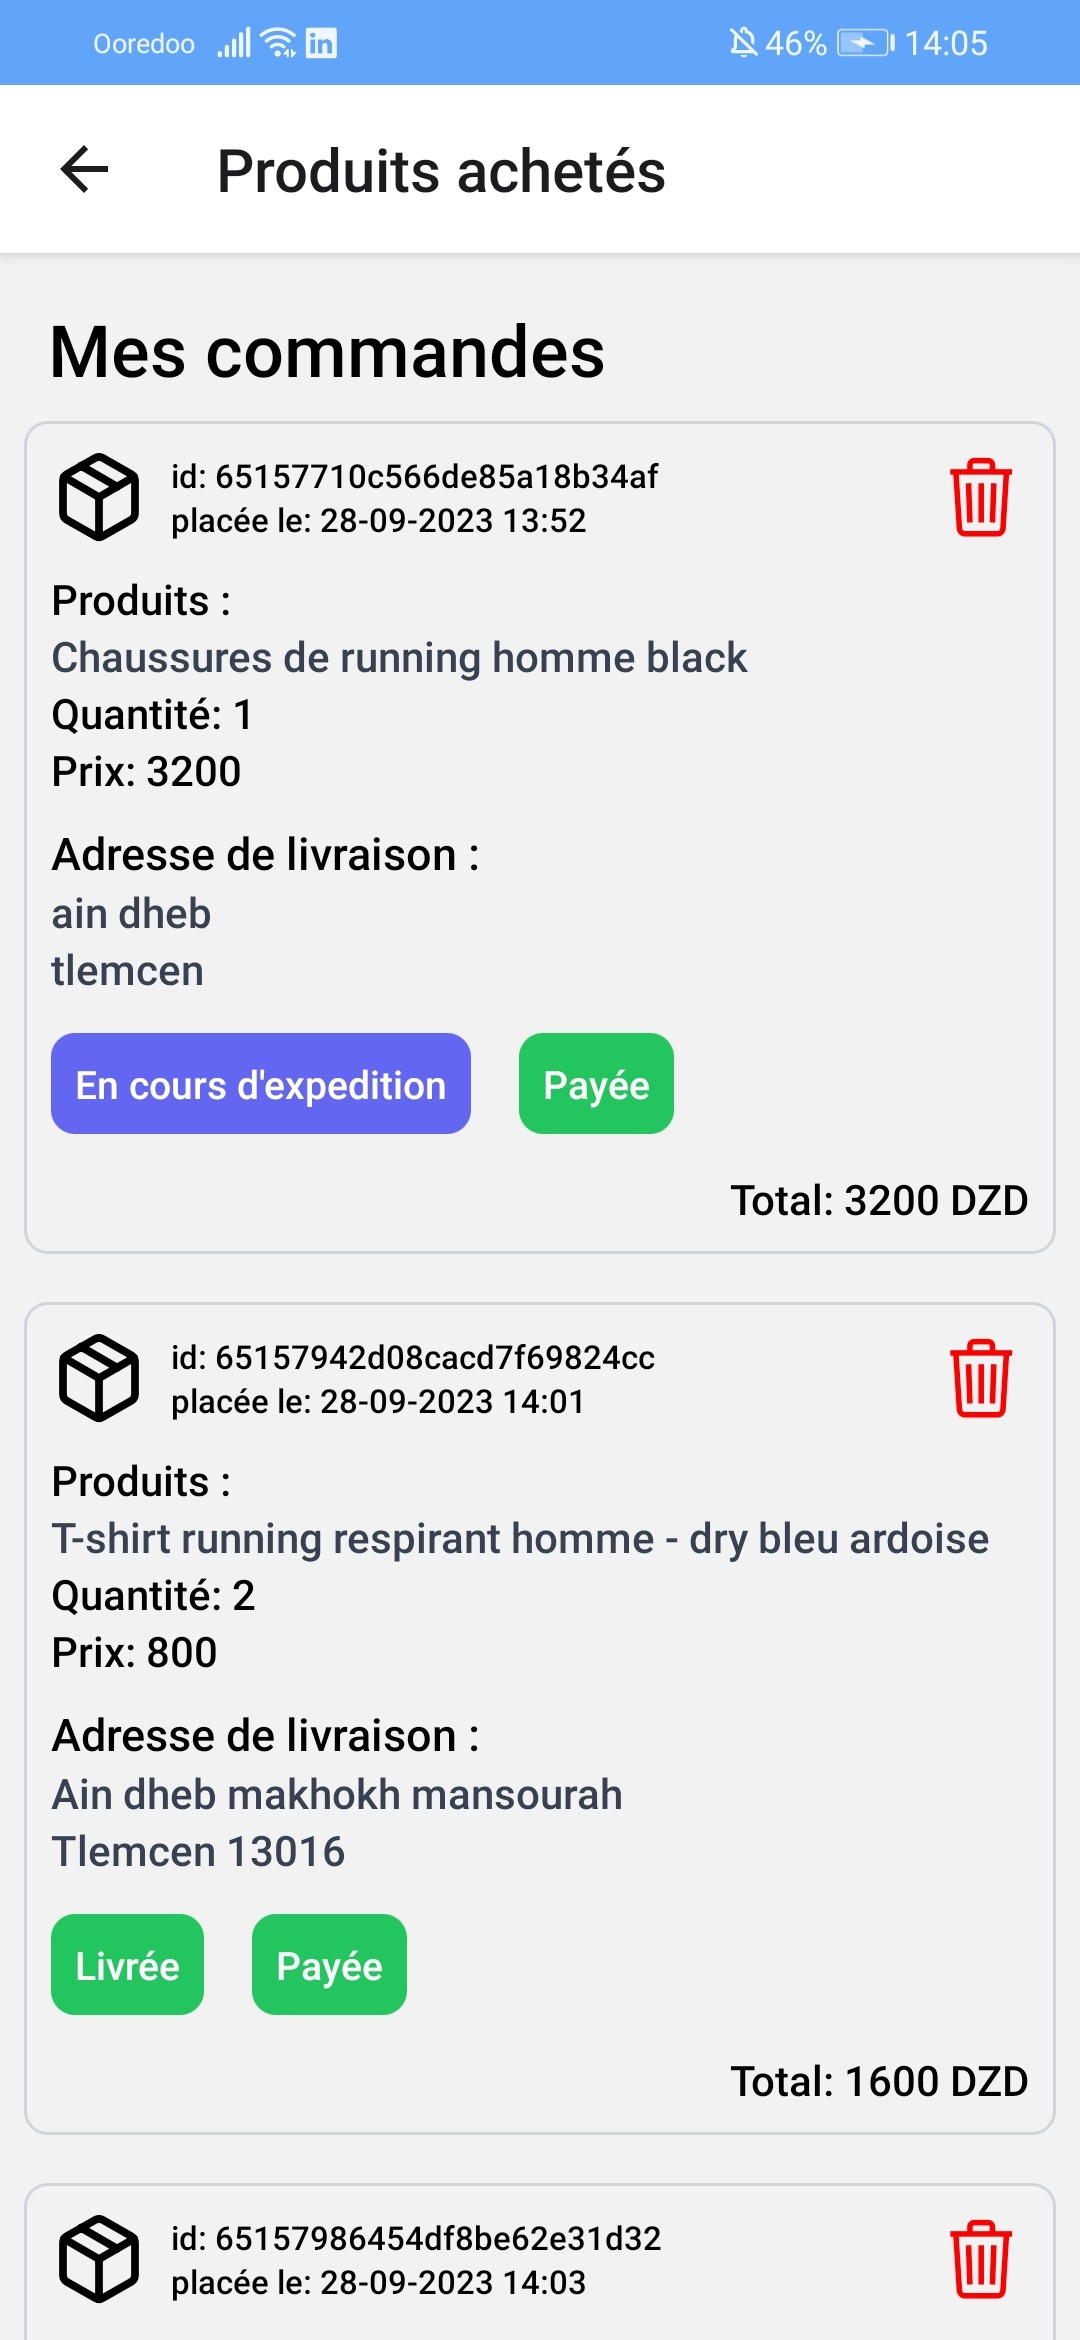 Ooredoo in 46% 14:05
Produits achetés
Mes commandes
id: 65157710c566de85a18b34af
placée le: 28-09-2023 13:52
Produits :
Chaussures de running homme black
Quantité: 1
Prix: 3200
Adresse de livraison :
ain dheb
tlemcen
En cours d'expedition Payée
Total: 3200 DZD
id: 65157942d08cacd7f69824cc
placée le: 28-09-2023 14:01
Produits :
T-shirt running respirant homme - dry bleu ardoise
Quantité: 2
Prix: 800
Adresse de livraison :
Ain dheb makhokh mansourah
Tlemcen 13016
Livrée Payée
Total: 1600 DZD
id: 65157986454df8be62e31d32
placée le: 28-09-2023 14:03